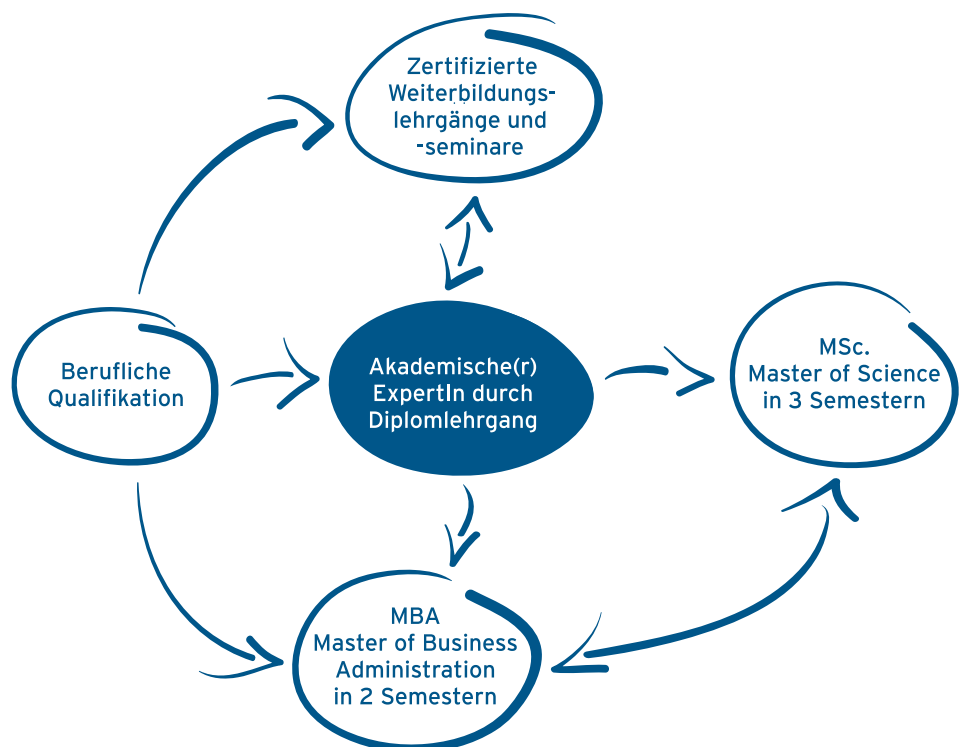 Zertifizierte
Weiterbildungs-
lehrgänge und
-seminare
Berufliche
Qualifikation
Akademische(r)
ExpertIn durch
Diplomlehrgang
MSc.
Master of Science
in 3 Semestern
MBA
Master of Business
Administration
in 2 Semestern